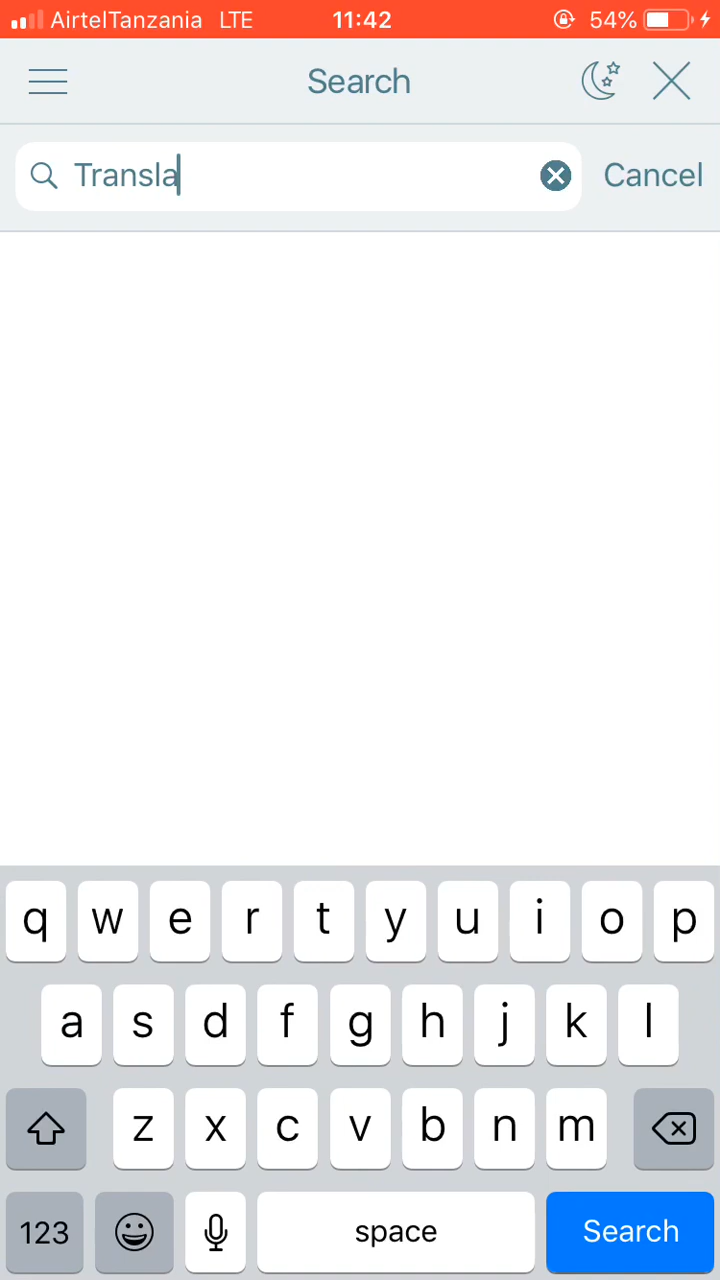 AirtelTanzania LTE 11:42 54%
Search
Transla Cancel
q w e r t y u i o p
a s d f g h j k l
z x c v b n m
123 space Search